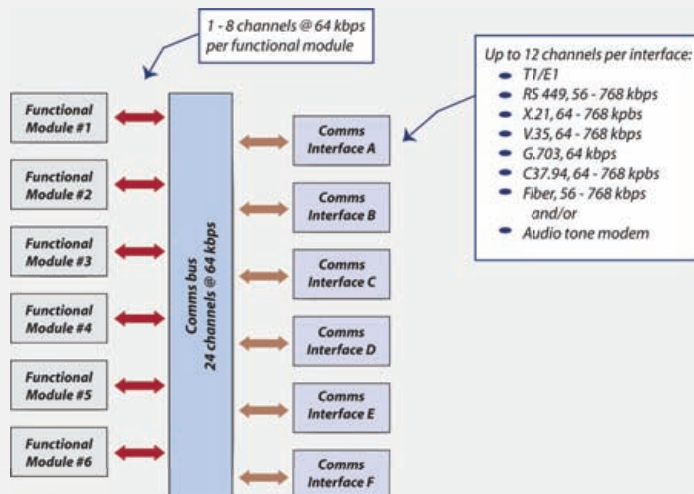 1 - 8 channels @ 64 kbps
per functional module
Up to 12 channels per interface:
T1/E1
RS 449, 56 - 768 kbps
X.21, 64 - 768 kpbs
V.35, 64 - 768 kbps
G.703, 64 kbps
C37.94, 64 - 768 kpbs
Fiber, 56 - 768 kbps
and/or
Audio tone modem
Functional
Module #1
Functional
Module #2
Functional
Module #3
Functional
Module #4
Functional
Module #5
Functional
Module #6
Comms bus
24 channels @ 64 kbps
Comms
Interface A
Comms
Interface B
Comms
Interface C
Comms
Interface D
Comms
Interface E
Comms
Interface F